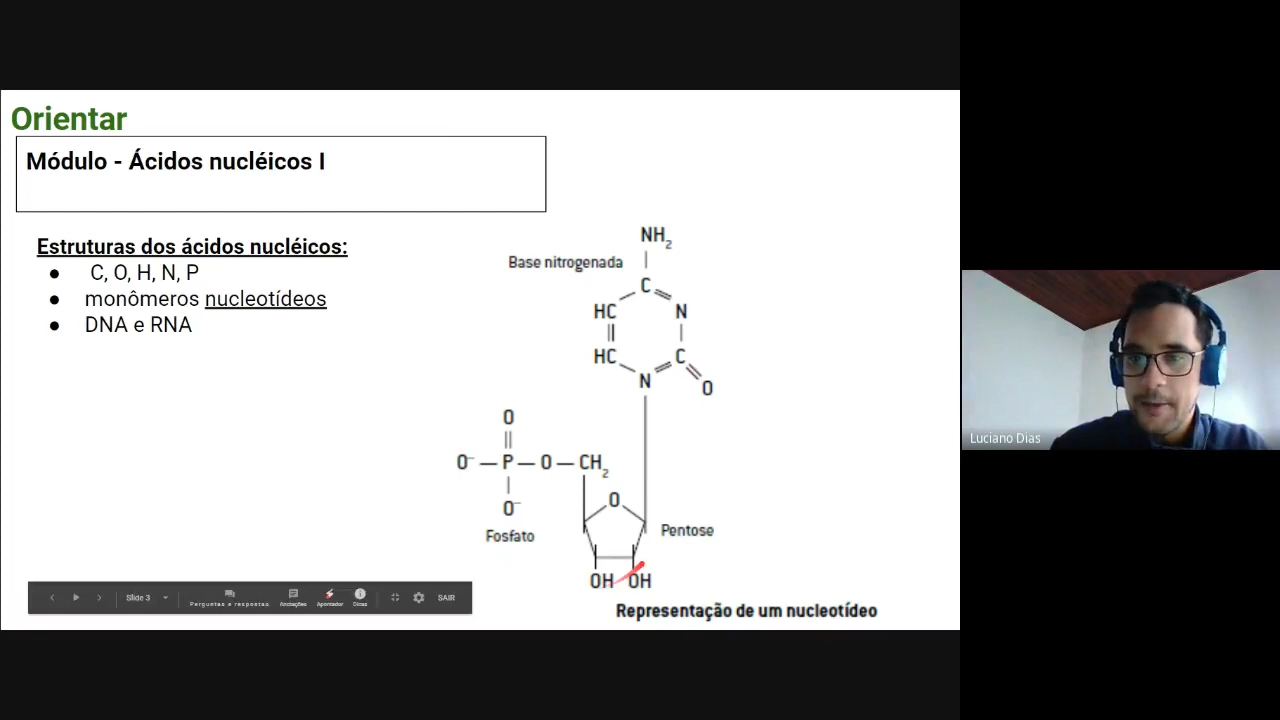 Orientar
Módulo - Ácidos nucléicos I
Estruturas dos ácidos nucléicos:
● C, O, H, N, P
● monômeros nucleotídeos
● DNA e RNA
NH2
Base nitrogenada
C
HC N
HC C
N O
O
O⁻ — P — O — CH2
O⁻ O
Fosfato Pentose
OH OH
Representação de um nucleotídeo
Slide 3 Perguntas e respostas Anotações Apontador Dicas SAIR
Luciano Dias